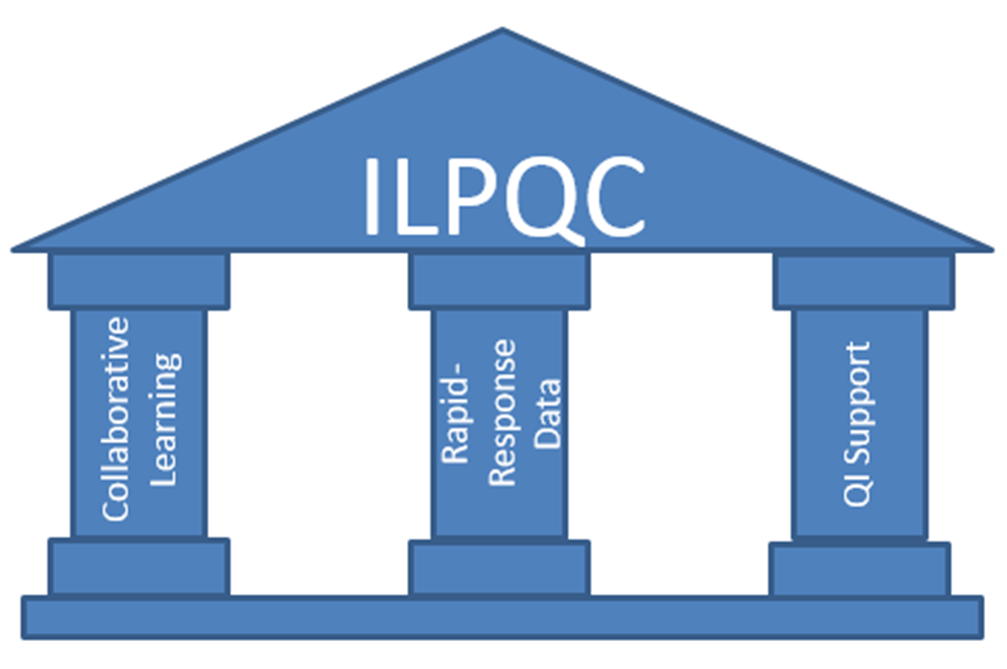 ILPQC
Collaborative
Learning
Rapid-
Response
Data
QI Support